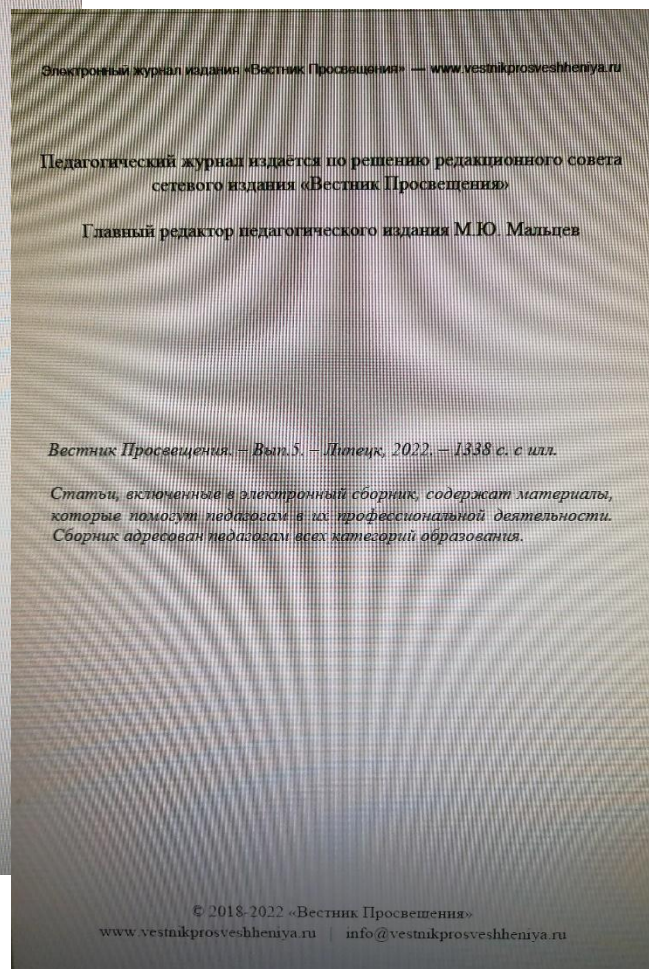 Электронный журнал издания «Вестник Просвещения» — www.vestnikprosveshheniya.ru
Педагогический журнал издаётся по решению редакционного совета
сетевого издания «Вестник Просвещения»
Главный редактор педагогического издания М.Ю. Мальцев
Вестник Просвещения. – Вып.5. – Липецк, 2022. – 1338 с. с илл.
Статьи, включенные в электронный сборник, содержат материалы,
которые помогут педагогам в их профессиональной деятельности.
Сборник адресован педагогам всех категорий образования.
© 2018-2022 «Вестник Просвещения»
www.vestnikprosveshheniya.ru | info@vestnikprosveshheniya.ru